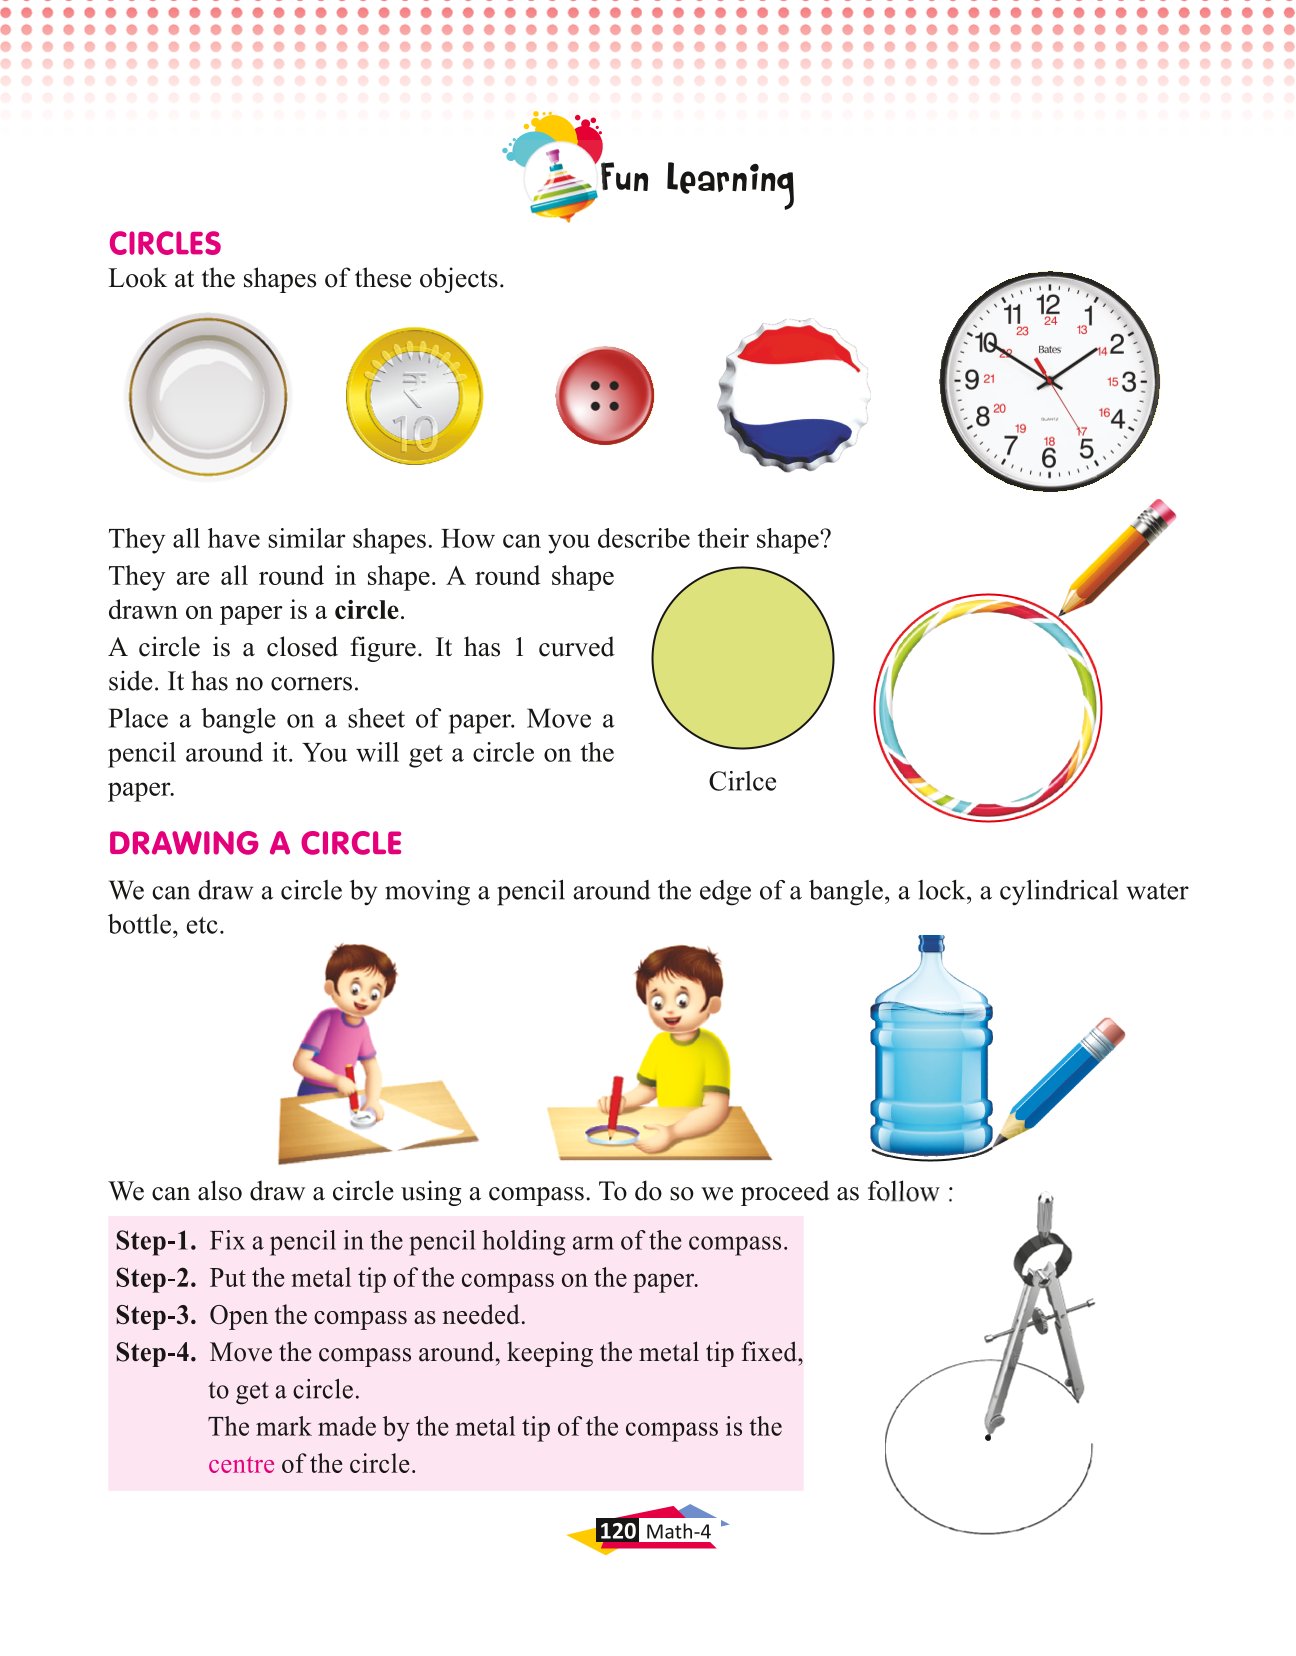 Fun Learning
CIRCLES
Look at the shapes of these objects.
₹
10
12
1
2
3
4
5
6
7
8
9
10
11
24
13
14
15
16
17
18
19
20
21
22
23
Bates
QUARTZ
They all have similar shapes. How can you describe their shape?
They are all round in shape. A round shape
drawn on paper is a circle.
A circle is a closed figure. It has 1 curved
side. It has no corners.
Place a bangle on a sheet of paper. Move a
pencil around it. You will get a circle on the
paper.
Cirlce
DRAWING A CIRCLE
We can draw a circle by moving a pencil around the edge of a bangle, a lock, a cylindrical water
bottle, etc.
We can also draw a circle using a compass. To do so we proceed as follow :
Step-1. Fix a pencil in the pencil holding arm of the compass.
Step-2. Put the metal tip of the compass on the paper.
Step-3. Open the compass as needed.
Step-4. Move the compass around, keeping the metal tip fixed,
to get a circle.
The mark made by the metal tip of the compass is the
centre of the circle.
120 Math-4